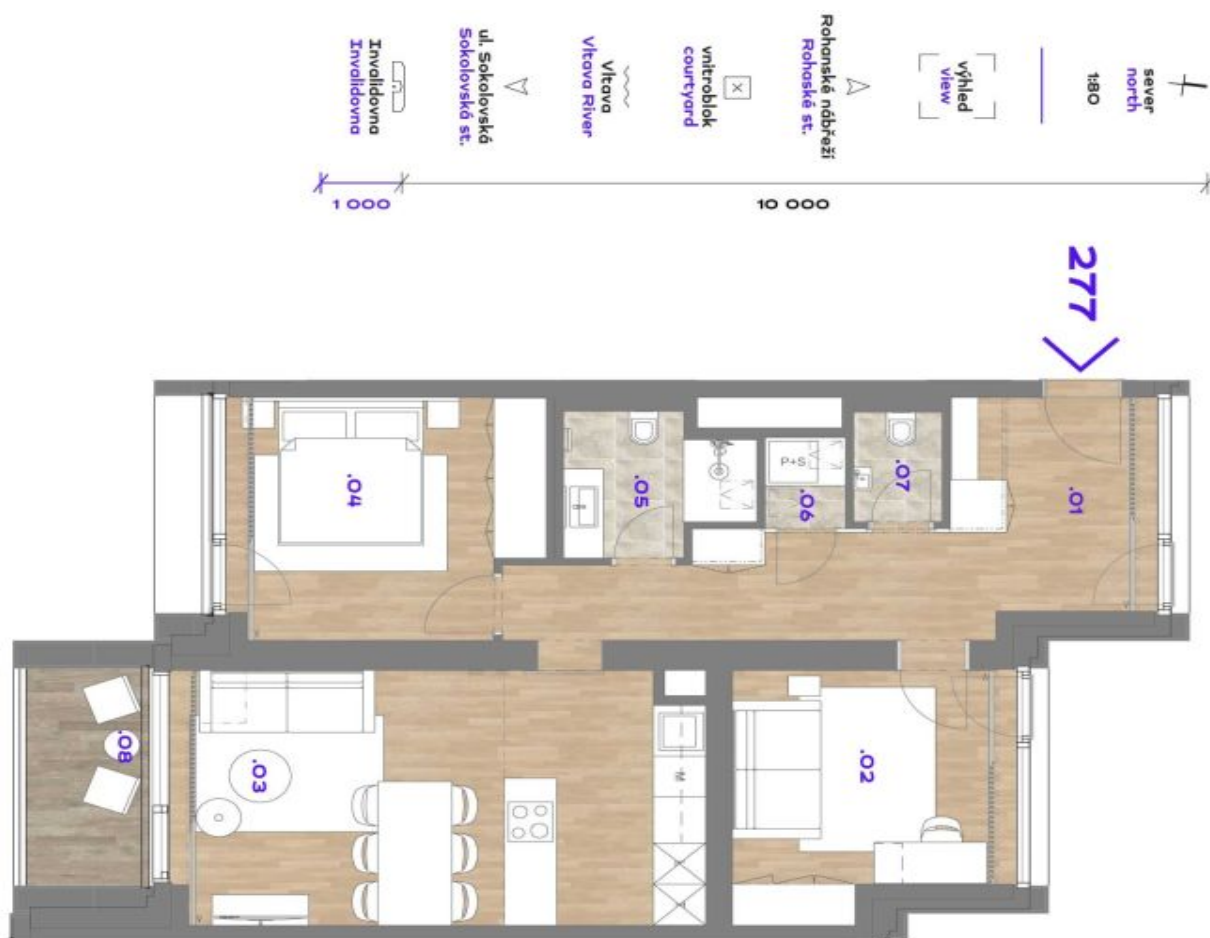 sever
north
1:80
výhled
view
Rohanské nábřeží
Rohaské st.
X
vnitroblok
courtyard
Vltava
Vltava River
ul. Sokolovská
Sokolovská st.
Invalidovna
Invalidovna
1 000
10 000
277
.01
.07
P+S
.06
.05
.04
.02
M
.03
.08